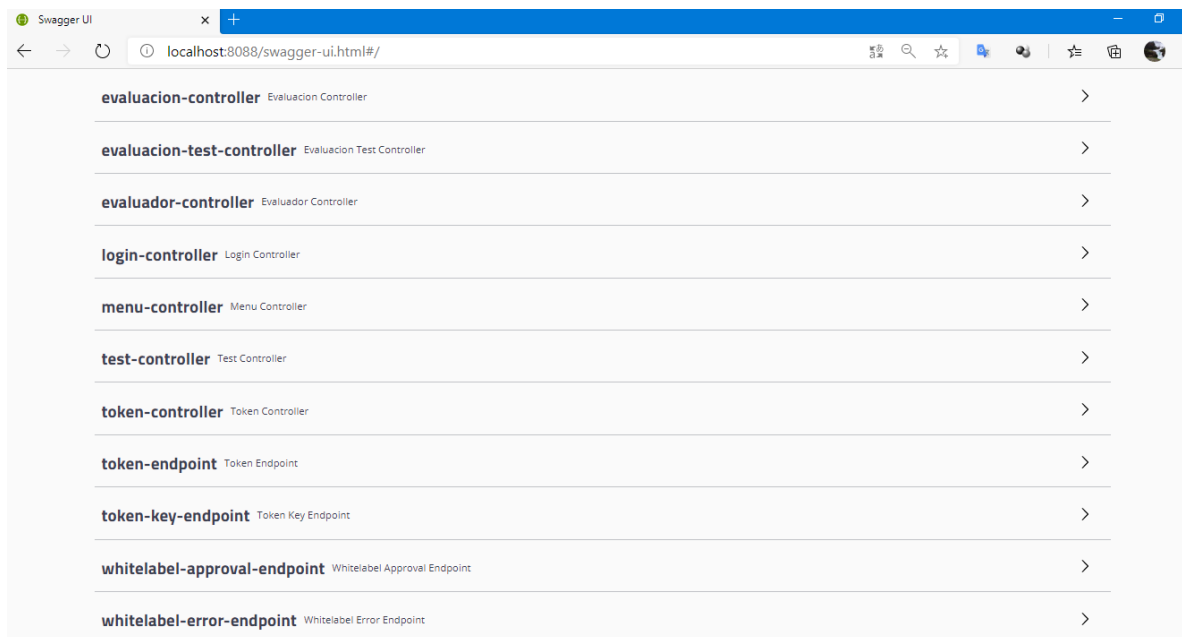 Swagger UI
localhost:8088/swagger-ui.html#/
evaluacion-controller Evaluacion Controller
evaluacion-test-controller Evaluacion Test Controller
evaluador-controller Evaluador Controller
login-controller Login Controller
menu-controller Menu Controller
test-controller Test Controller
token-controller Token Controller
token-endpoint Token Endpoint
token-key-endpoint Token Key Endpoint
whitelabel-approval-endpoint Whitelabel Approval Endpoint
whitelabel-error-endpoint Whitelabel Error Endpoint